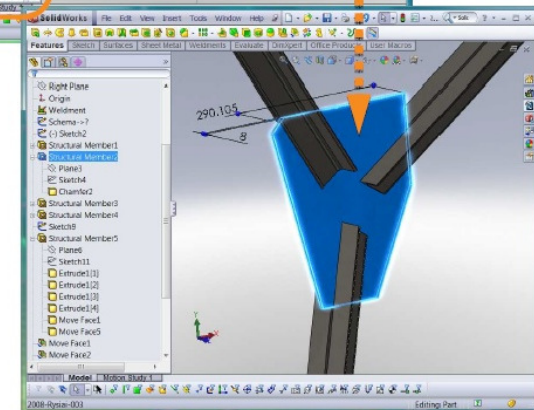 Study
SolidWorks File Edit View Insert Tools Window Help
Features Sketch Surfaces Sheet Metal Weldments Evaluate DimXpert Office Produc User Macros
Right Plane
Origin
Weldment
Schema->?
(-) Sketch2
Structural Member1
Structural Member2
Plane3
Sketch4
Chamfer2
Structural Member3
Structural Member4
Sketch9
Structural Member5
Plane6
Sketch11
Extrude1[1]
Extrude1[2]
Extrude1[3]
Extrude1[4]
Move Face1
Move Face5
Move Face1
Move Face2
290.105
8
Y
X
Model Motion Study 1
2008-Rysiai-003 Editing Part